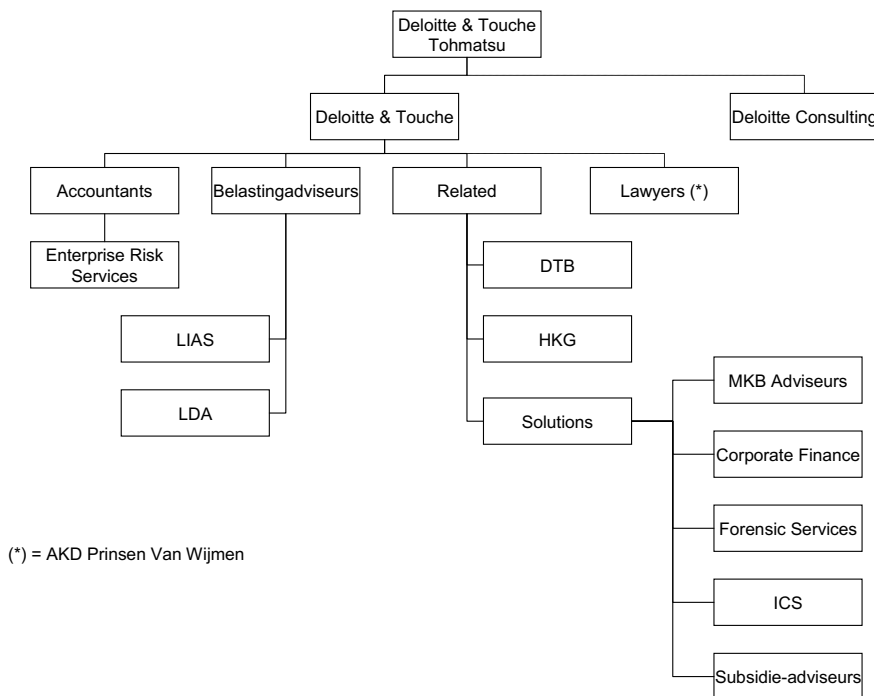 Deloitte & Touche
Tohmatsu
Deloitte & Touche
Deloitte Consulting
Accountants
Belastingadviseurs
Related
Lawyers (*)
Enterprise Risk
Services
DTB
LIAS
HKG
MKB Adviseurs
LDA
Solutions
Corporate Finance
Forensic Services
(*) = AKD Prinsen Van Wijmen
ICS
Subsidie-adviseurs